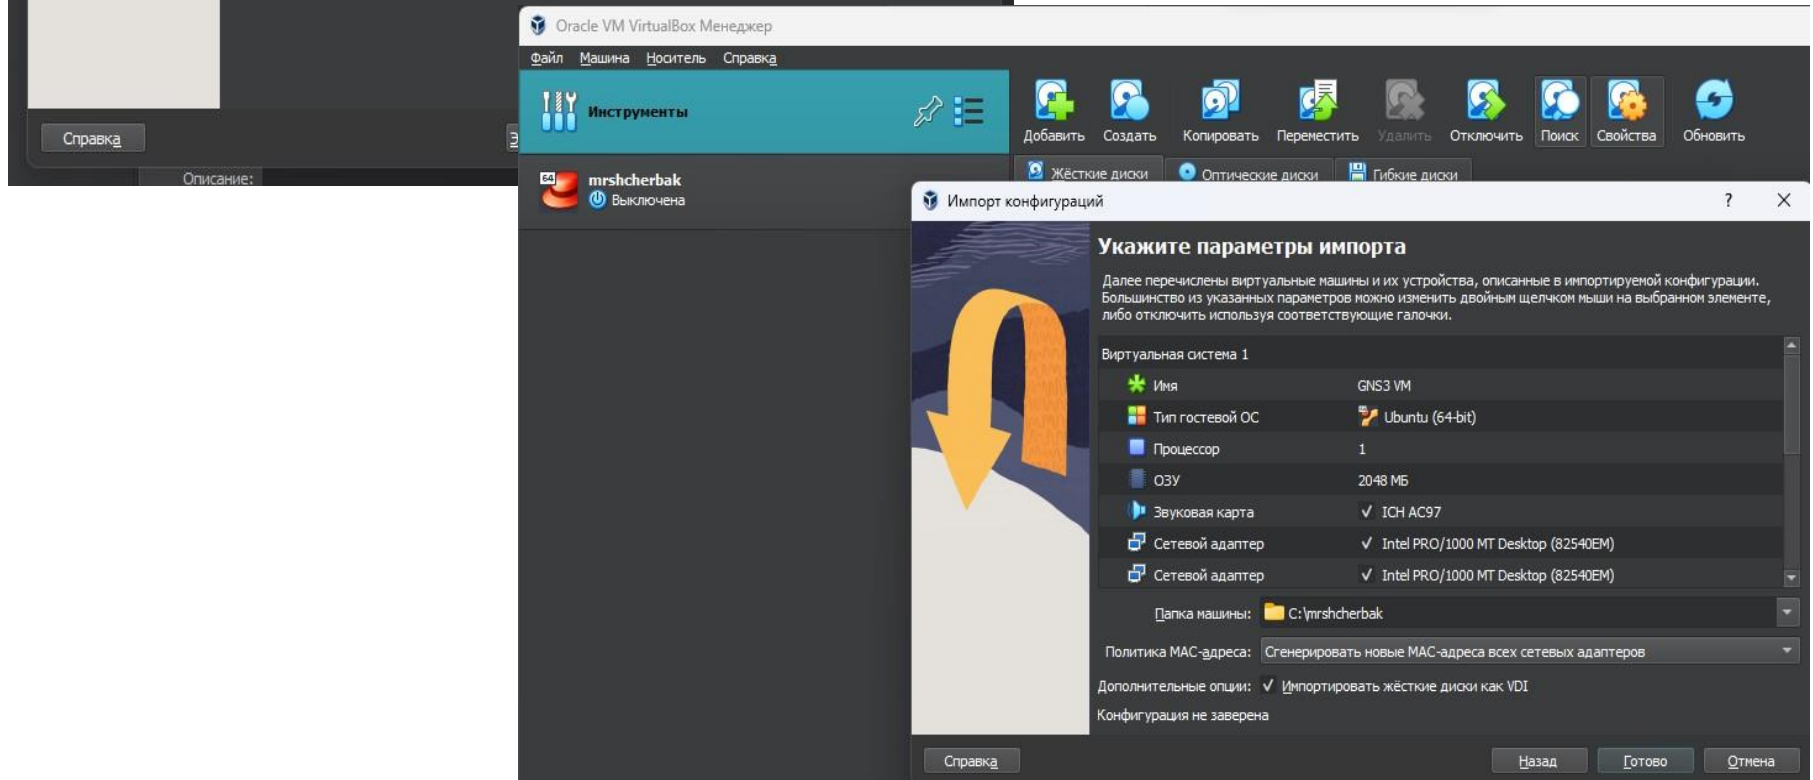 Справка
Э
Описание:
Oracle VM VirtualBox Менеджер
Файл Машина Носитель Справка
Инструменты
Добавить Создать Копировать Переместить Удалить Отключить Поиск Свойства Обновить
Жёсткие диски Оптические диски Гибкие диски
64 mrshcherbak
Выключена
Импорт конфигураций ? ×
Укажите параметры импорта
Далее перечислены виртуальные машины и их устройства, описанные в импортируемой конфигурации.
Большинство из указанных параметров можно изменить двойным щелчком мыши на выбранном элементе,
либо отключить используя соответствующие галочки.
Виртуальная система 1
Имя GNS3 VM
Тип гостевой ОС Ubuntu (64-bit)
Процессор 1
ОЗУ 2048 МБ
Звуковая карта ✓ ICH AC97
Сетевой адаптер ✓ Intel PRO/1000 MT Desktop (82540EM)
Сетевой адаптер ✓ Intel PRO/1000 MT Desktop (82540EM)
Папка машины: C:\mrshcherbak
Политика MAC-адреса: Сгенерировать новые MAC-адреса всех сетевых адаптеров
Дополнительные опции: ✓ Импортировать жёсткие диски как VDI
Конфигурация не заверена
Справка Назад Готово Отмена